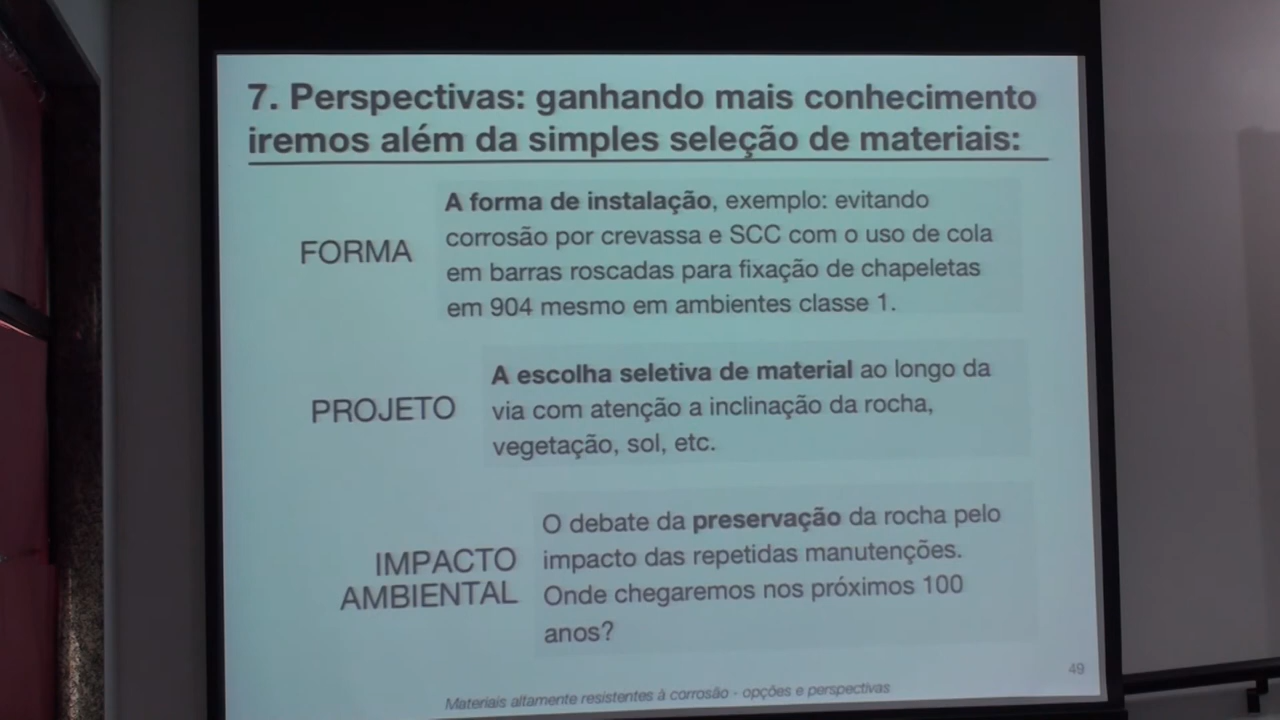 7. Perspectivas: ganhando mais conhecimento
iremos além da simples seleção de materiais:
FORMA
A forma de instalação, exemplo: evitando
corrosão por crevassa e SCC com o uso de cola
em barras roscadas para fixação de chapeletas
em 904 mesmo em ambientes classe 1.
PROJETO
A escolha seletiva de material ao longo da
via com atenção a inclinação da rocha,
vegetação, sol, etc.
IMPACTO
AMBIENTAL
O debate da preservação da rocha pelo
impacto das repetidas manutenções.
Onde chegaremos nos próximos 100
anos?
49
Materiais altamente resistentes à corrosão - opções e perspectivas